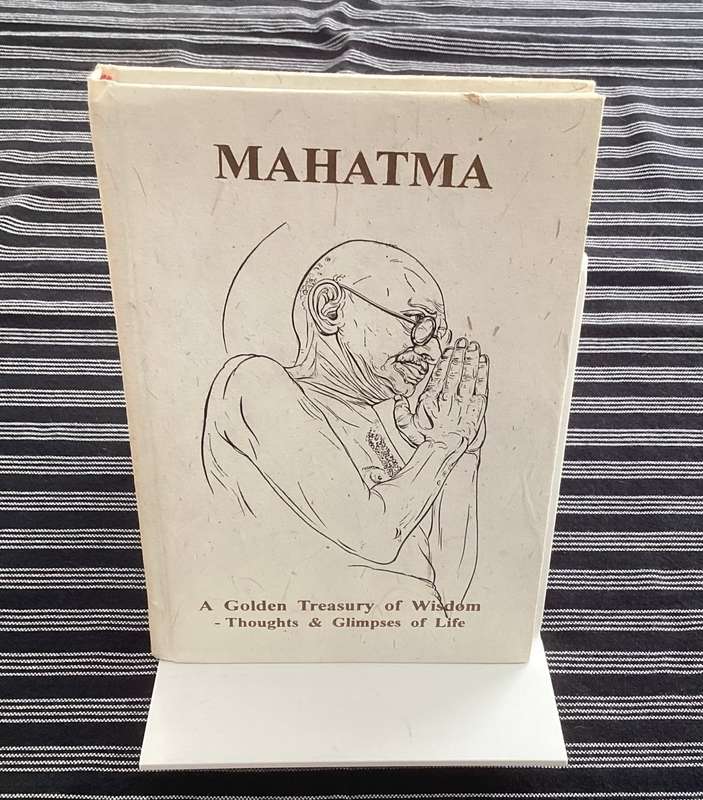 MAHATMA
A Golden Treasury of Wisdom
- Thoughts & Glimpses of Life